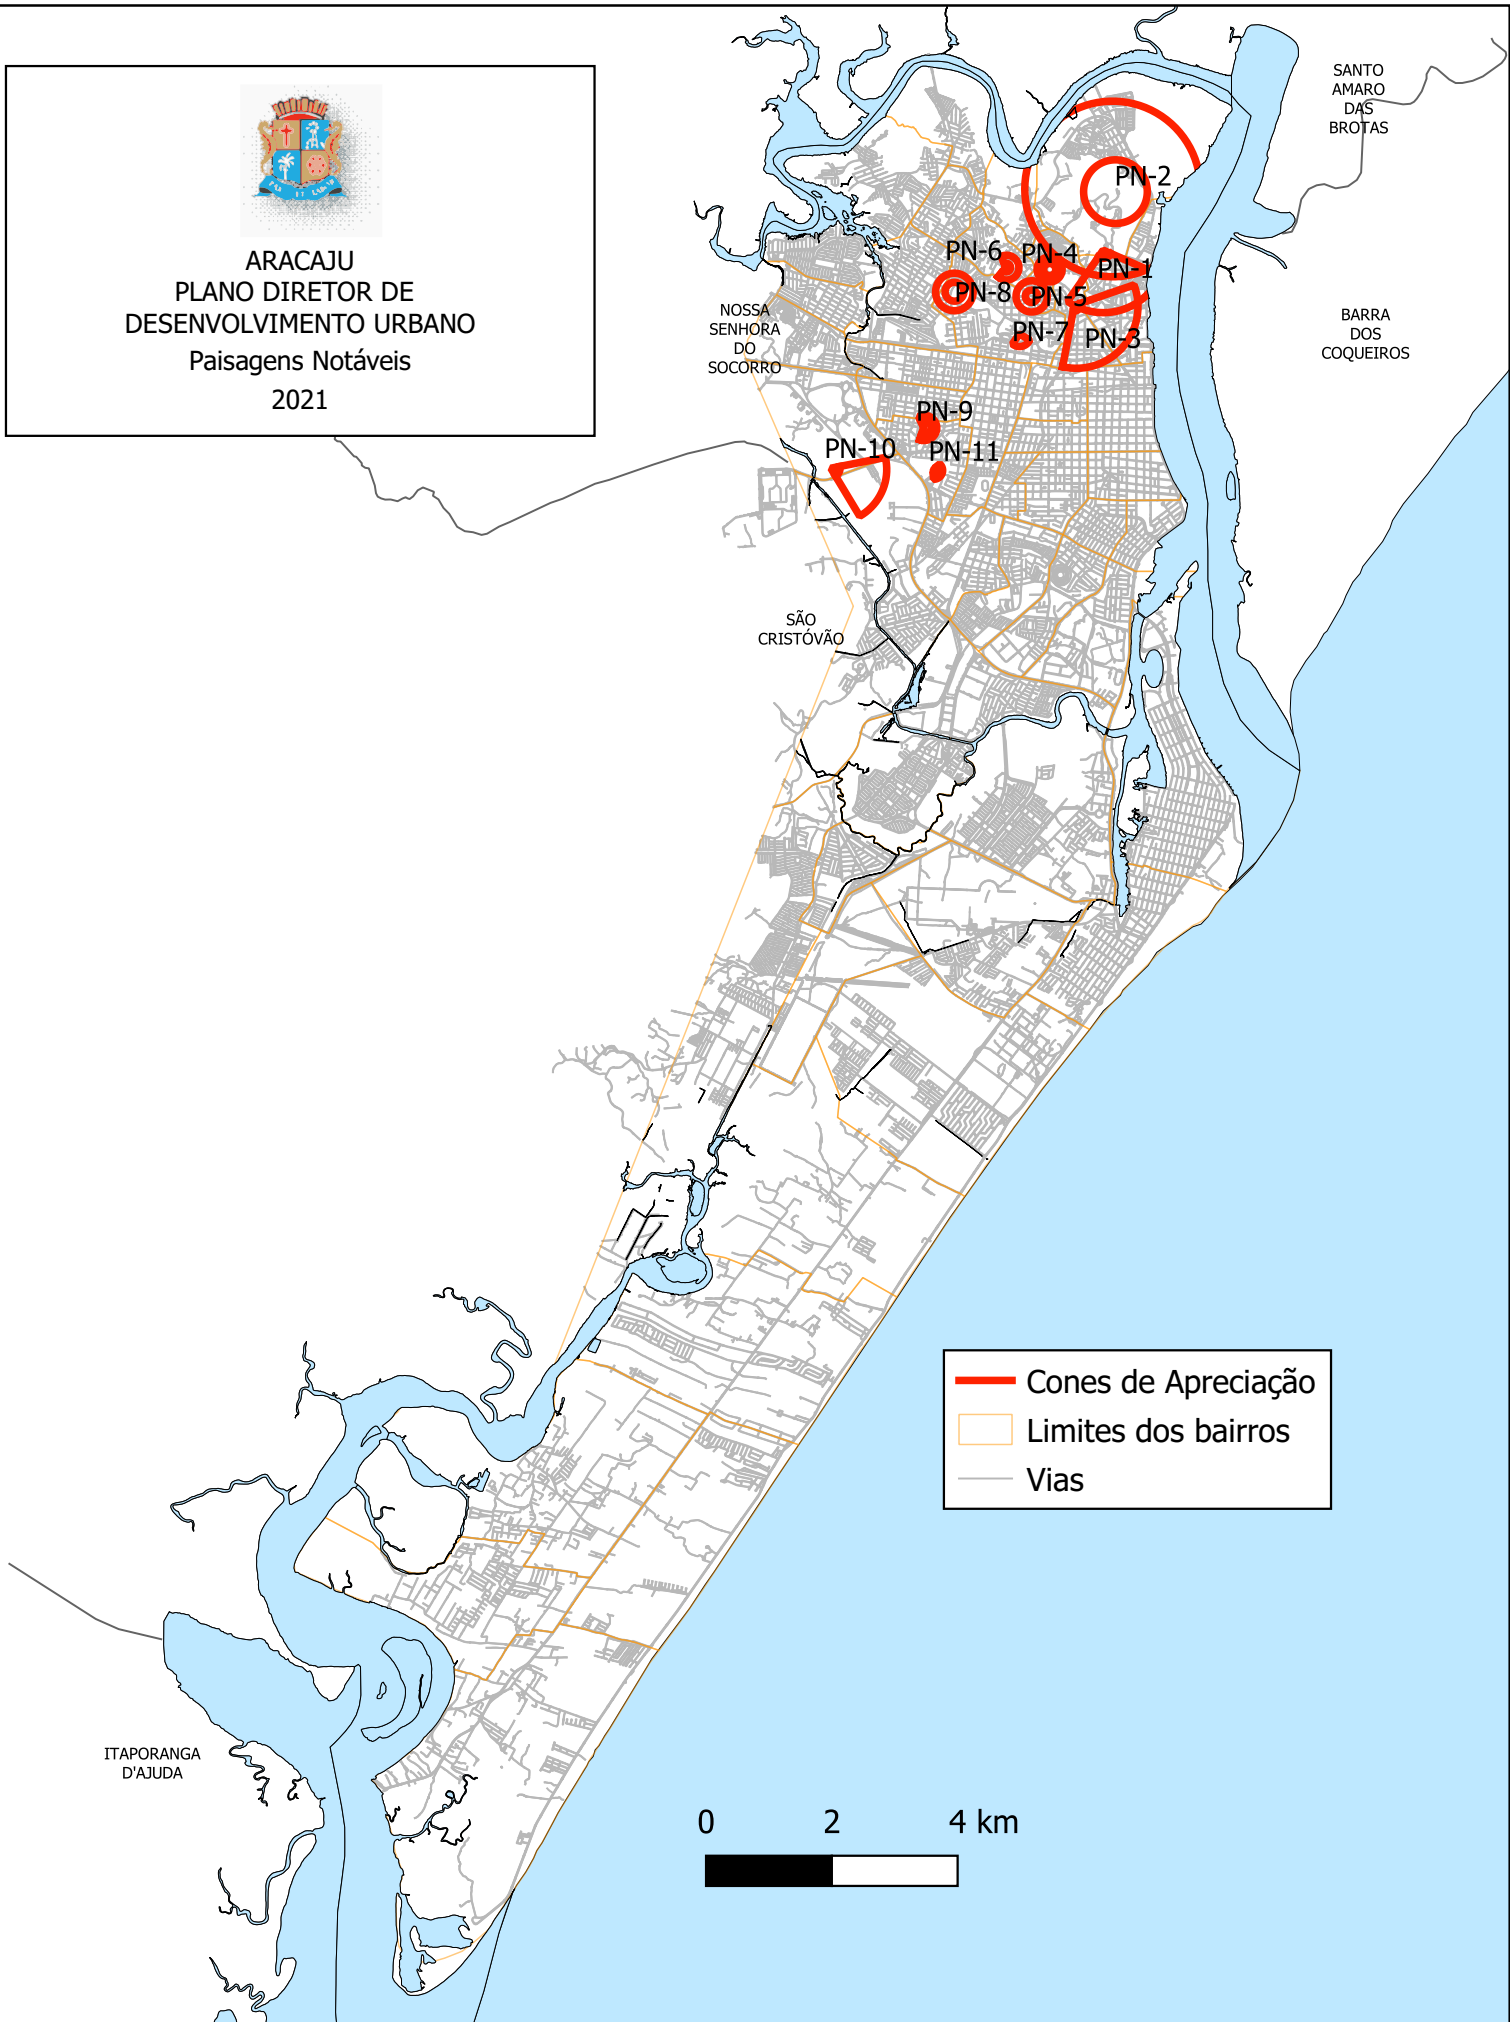 ARACAJU
PLANO DIRETOR DE
DESENVOLVIMENTO URBANO
Paisagens Notáveis
2021
SANTO
AMARO
DAS
BROTAS
PN-2
PN-6
PN-4
PN-1
PN-8
PN-5
PN-7
PN-3
NOSSA
SENHORA
DO
SOCORRO
BARRA
DOS
COQUEIROS
PN-9
PN-10
PN-11
SÃO
CRISTÓVÃO
Cones de Apreciação
Limites dos bairros
Vias
ITAPORANGA
D'AJUDA
0 2 4 km